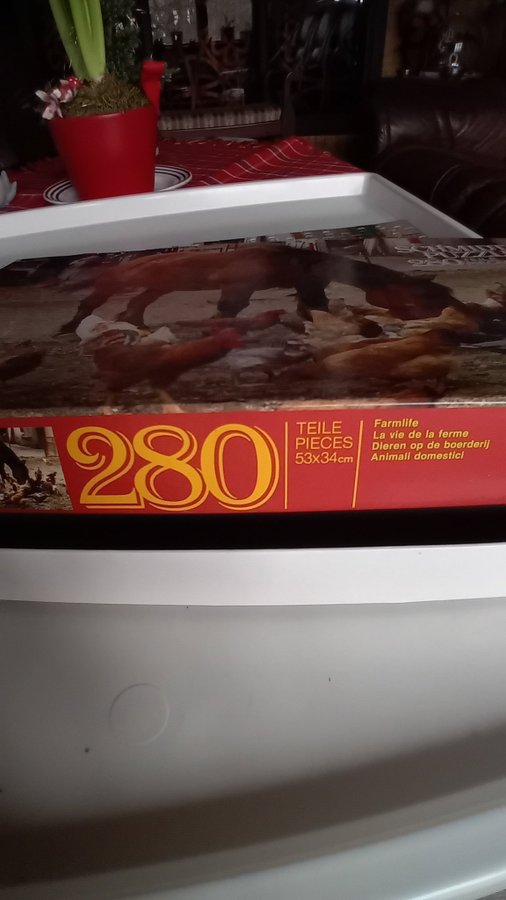 280
TEILE
PIECES
53x34cm
Farmlife
La vie de la ferme
Dieren op de boerderij
Animali domestici